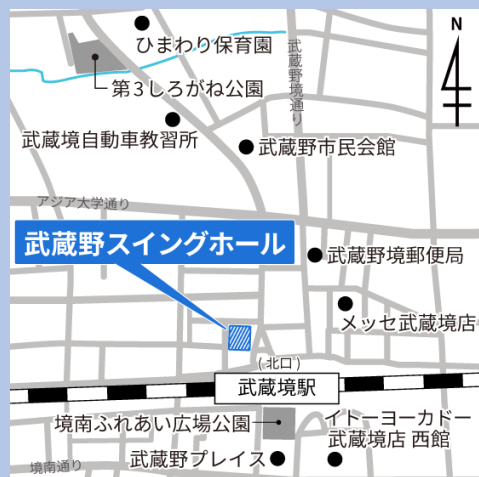 N
ひまわり保育園
武蔵野境通り
第3しろがね公園
武蔵境自動車教習所
武蔵野市民会館
アジア大学通り
武蔵野スイングホール
武蔵野境郵便局
メッセ武蔵境店
(北口)
武蔵境駅
境南ふれあい広場公園
イトーヨーカドー
武蔵境店 西館
武蔵野プレイス
境南通り